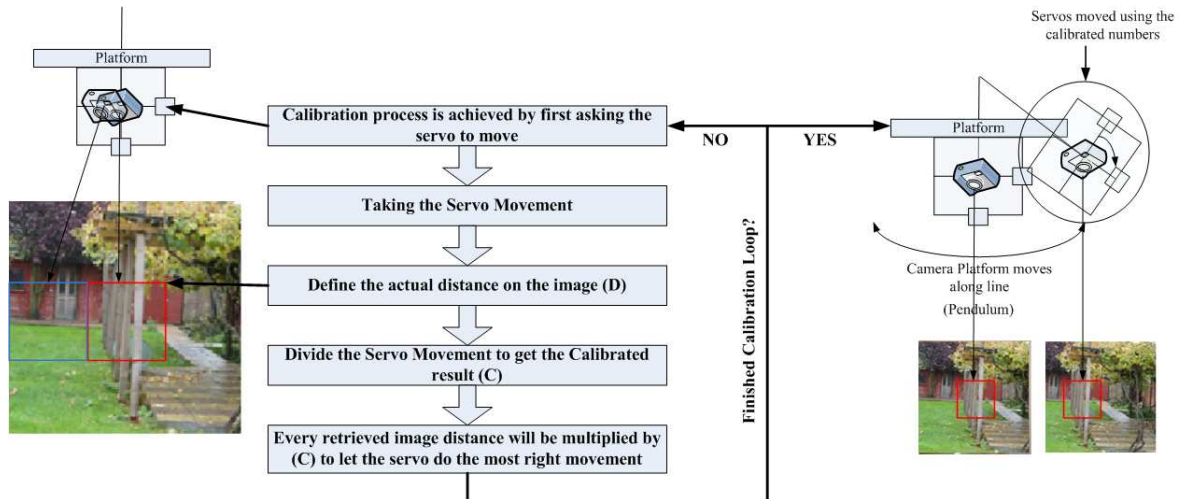 Platform
Calibration process is achieved by first asking the
servo to move
Taking the Servo Movement
Define the actual distance on the image (D)
Divide the Servo Movement to get the Calibrated
result (C)
Every retrieved image distance will be multiplied by
(C) to let the servo do the most right movement
NO
YES
Finished Calibration Loop?
Servos moved using the
calibrated numbers
Platform
Camera Platform moves
along line
(Pendulum)